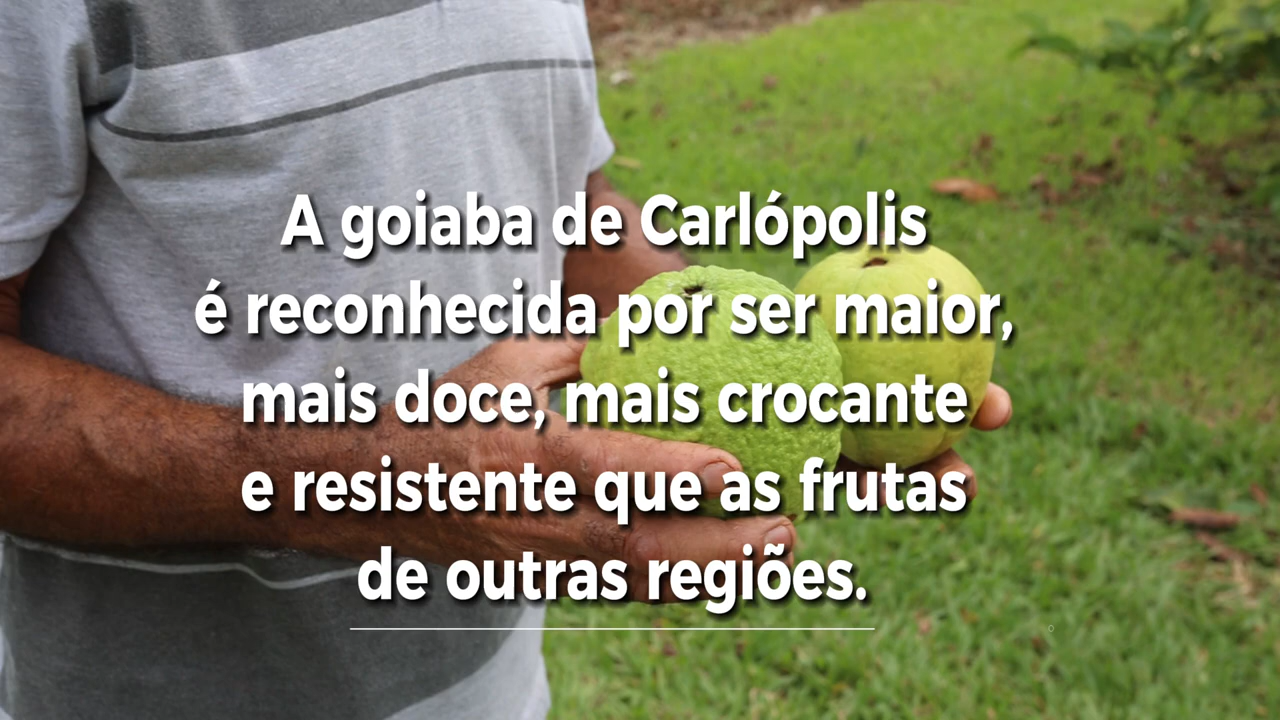 A goiaba de Carlópolis
é reconhecida por ser maior,
mais doce, mais crocante
e resistente que as frutas
de outras regiões.